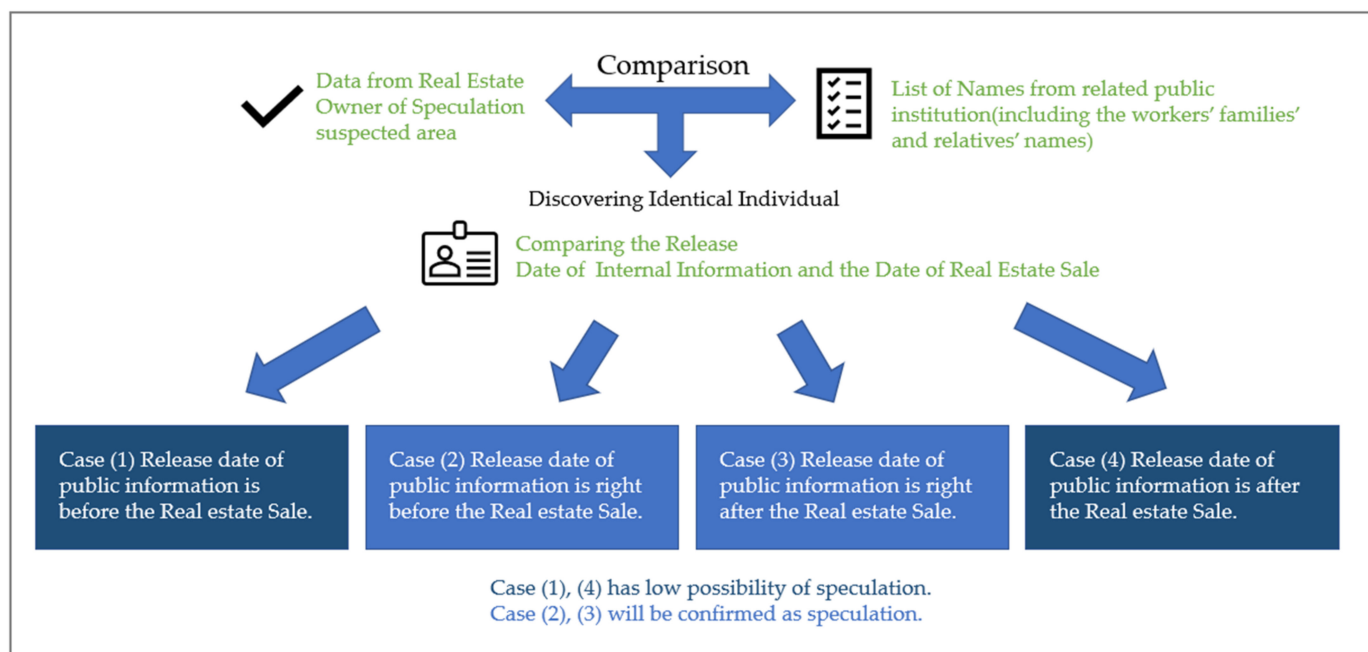 Comparison
Data from Real Estate
Owner of Speculation
suspected area
List of Names from related public
institution(including the workers' families'
and relatives' names)
Discovering Identical Individual
Comparing the Release
Date of Internal Information and the Date of Real Estate Sale
Case (1) Release date of
public information is
before the Real estate Sale.
Case (2) Release date of
public information is right
before the Real estate Sale.
Case (3) Release date of
public information is right
after the Real estate Sale.
Case (4) Release date of
public information is after
the Real estate Sale.
Case (1), (4) has low possibility of speculation.
Case (2), (3) will be confirmed as speculation.